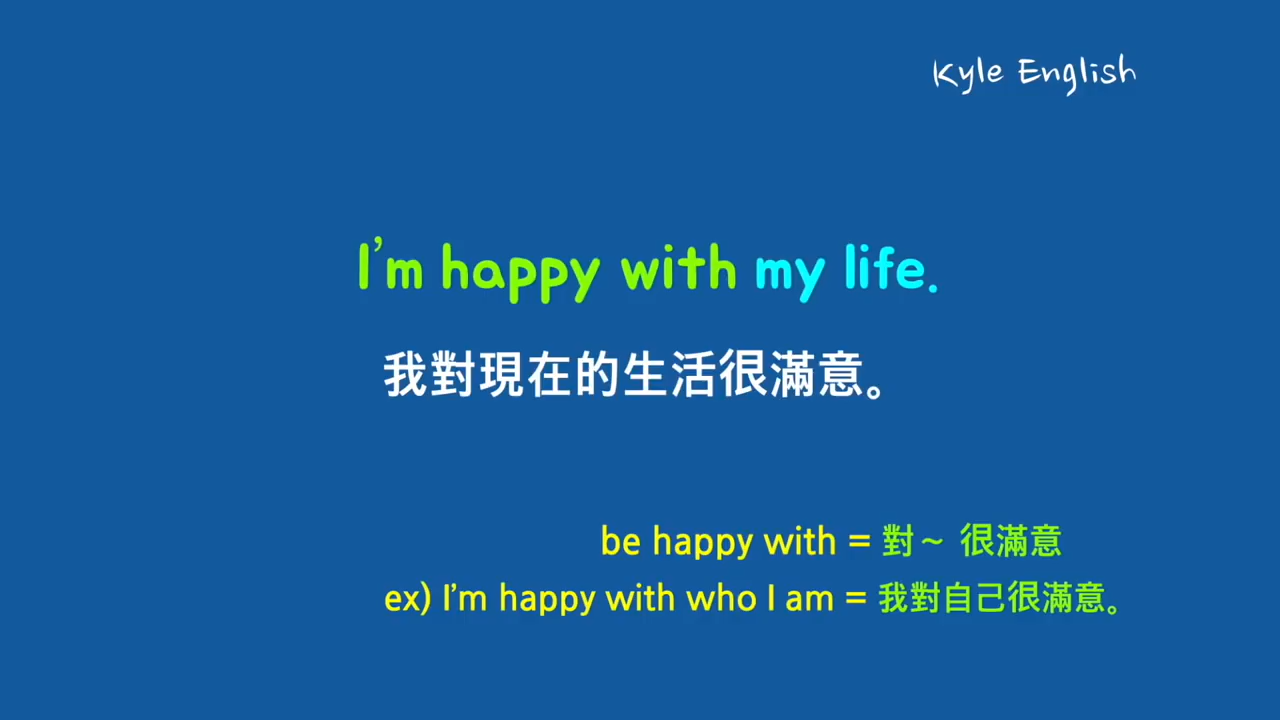 Kyle English
I'm happy with my life.
我對現在的生活很滿意。
be happy with = 對~ 很滿意
ex) I'm happy with who I am = 我對自己很滿意。